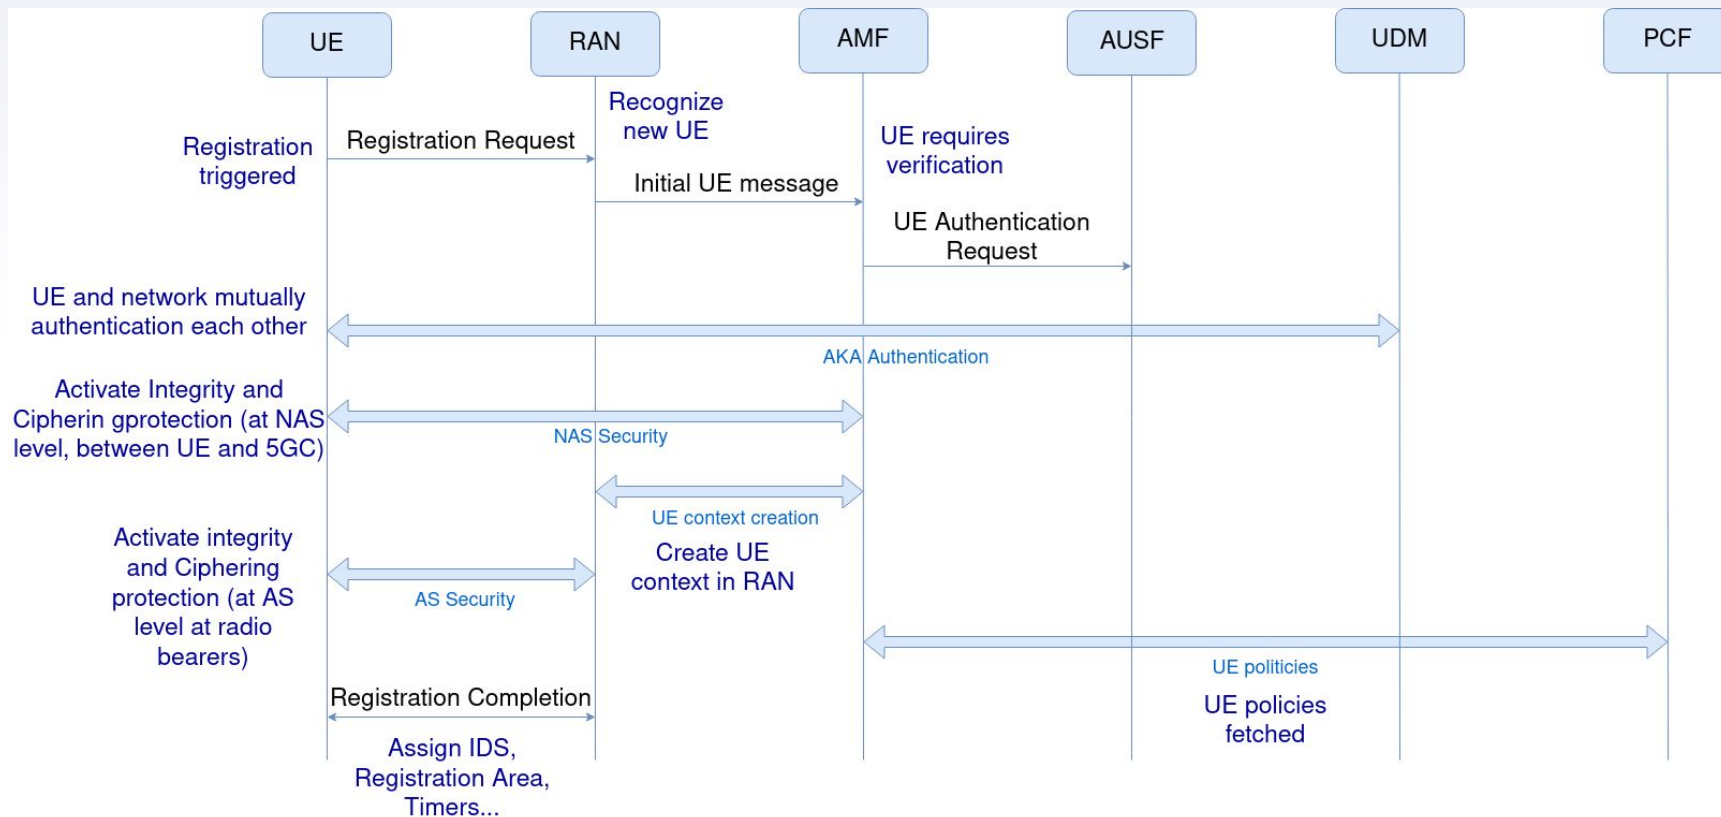 UE
RAN
AMF
AUSF
UDM
PCF
Recognize
new UE
Registration
triggered
Registration Request
UE requires
verification
Initial UE message
UE Authentication
Request
UE and network mutually
authentication each other
AKA Authentication
Activate Integrity and
Cipherin gprotection (at NAS
level, between UE and 5GC)
NAS Security
UE context creation
Create UE
context in RAN
Activate integrity
and Ciphering
protection (at AS
level at radio
bearers)
AS Security
UE politicies
UE policies
fetched
Registration Completion
Assign IDS,
Registration Area,
Timers...